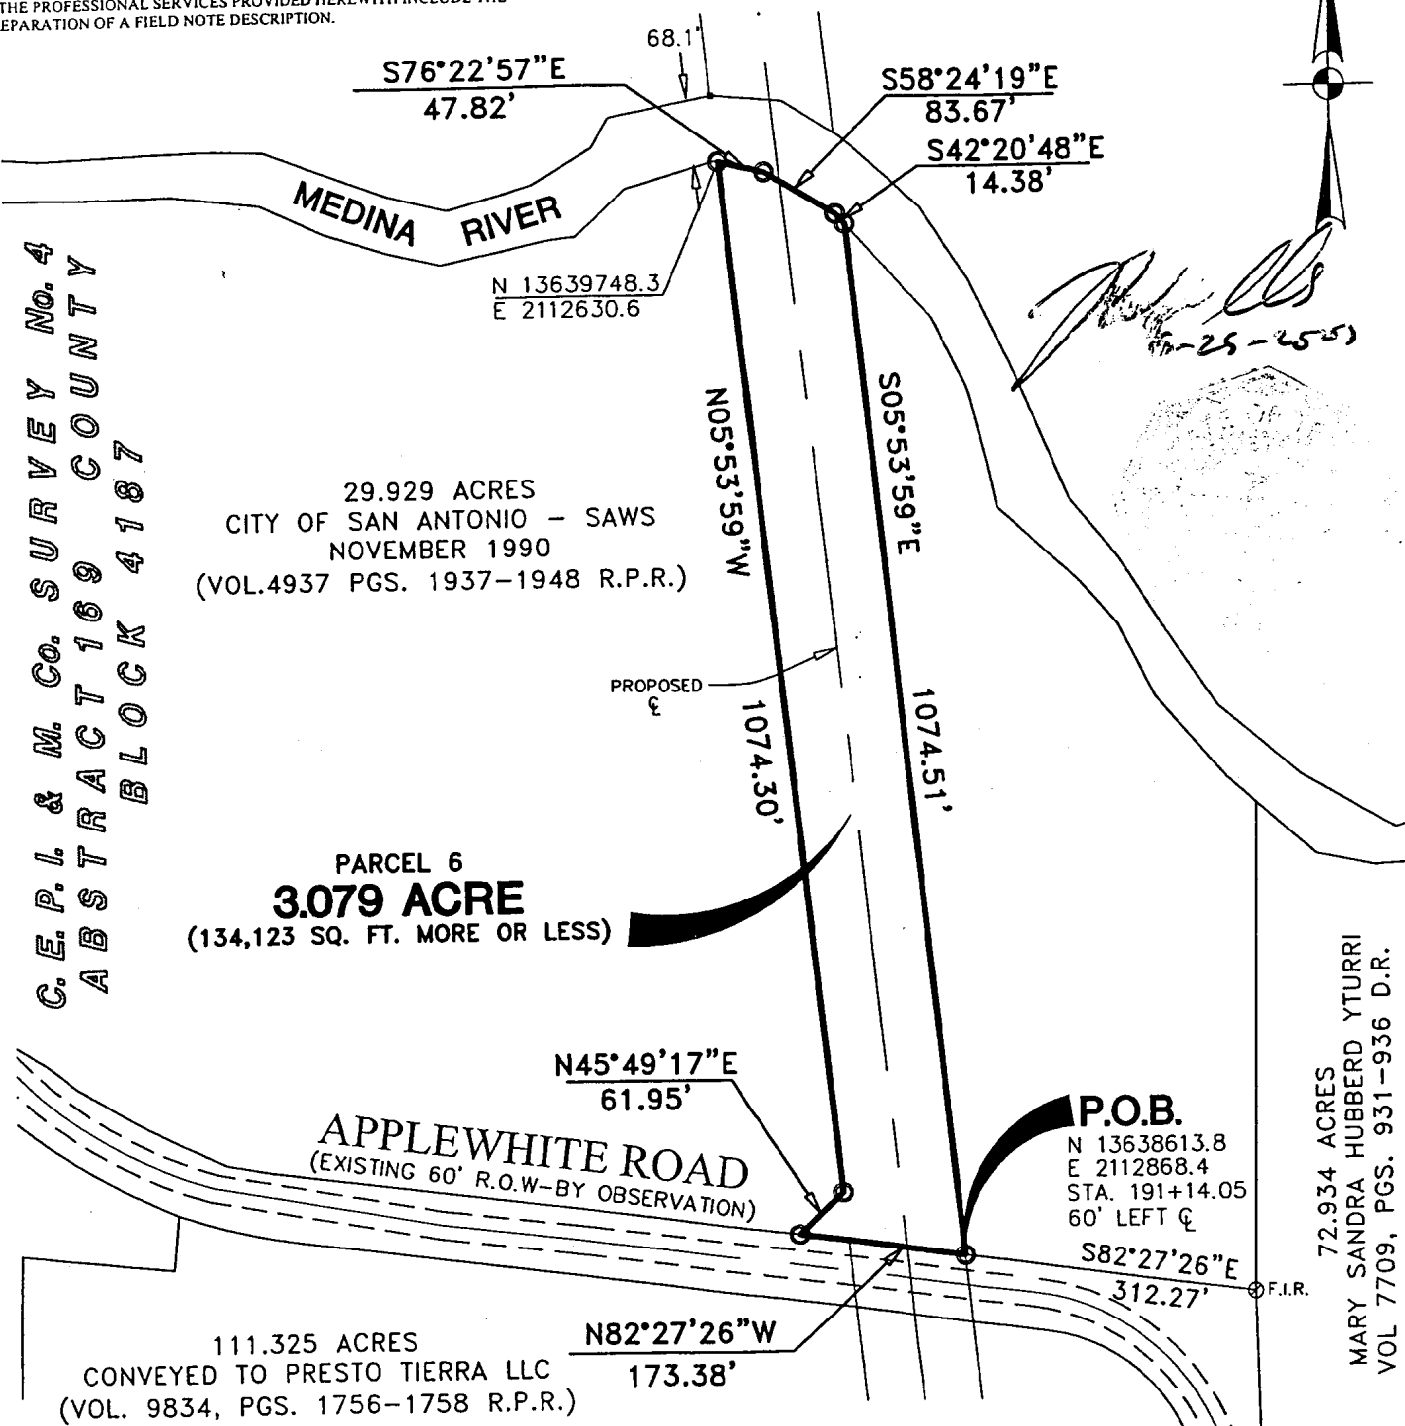 THE PROFESSIONAL SERVICES PROVIDED HEREWITH INCLUDE THE
EPARATION OF A FIELD NOTE DESCRIPTION.
68.1'
S76°22'57"E
47.82'
S58°24'19"E
83.67'
S42°20'48"E
14.38'
MEDINA RIVER
N 13639748.3
E 2112630.6
C.E.P.I. & M. Co. SURVEY No. 4
ABSTRACT 169 COUNTY
BLOCK 4187
N05°53'59"W
1074.30'
S05°53'59"E
1074.51'
29.929 ACRES
CITY OF SAN ANTONIO – SAWS
NOVEMBER 1990
(VOL.4937 PGS. 1937–1948 R.P.R.)
PROPOSED
℄
PARCEL 6
3.079 ACRE
(134,123 SQ. FT. MORE OR LESS)
N45°49'17"E
61.95'
APPLEWHITE ROAD
(EXISTING 60' R.O.W–BY OBSERVATION)
P.O.B.
N 13638613.8
E 2112868.4
STA. 191+14.05
60' LEFT ℄
S82°27'26"E
312.27'
F.I.R.
N82°27'26"W
173.38'
111.325 ACRES
CONVEYED TO PRESTO TIERRA LLC
(VOL. 9834, PGS. 1756–1758 R.P.R.)
72.934 ACRES
MARY SANDRA HUBBERD YTURRI
VOL 7709, PGS. 931–936 D.R.